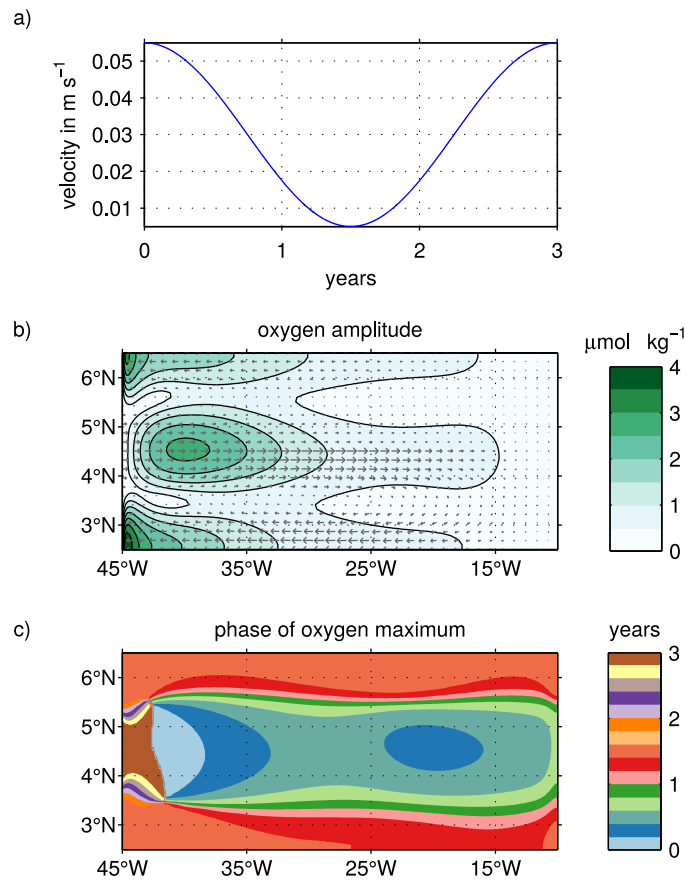 a)
0.05
0.04
0.03
0.02
0.01
velocity in m s⁻¹
0 1 2 3
years
b)
oxygen amplitude
µmol kg⁻¹
6°N
5°N
4°N
3°N
45°W 35°W 25°W 15°W
4
3
2
1
0
c)
phase of oxygen maximum
years
6°N
5°N
4°N
3°N
45°W 35°W 25°W 15°W
3
2
1
0